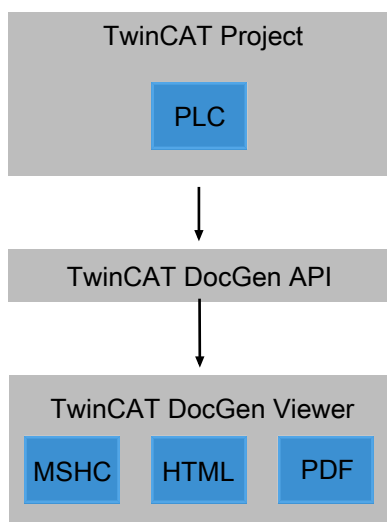 TwinCAT Project
PLC
TwinCAT DocGen API
TwinCAT DocGen Viewer
MSHC HTML PDF